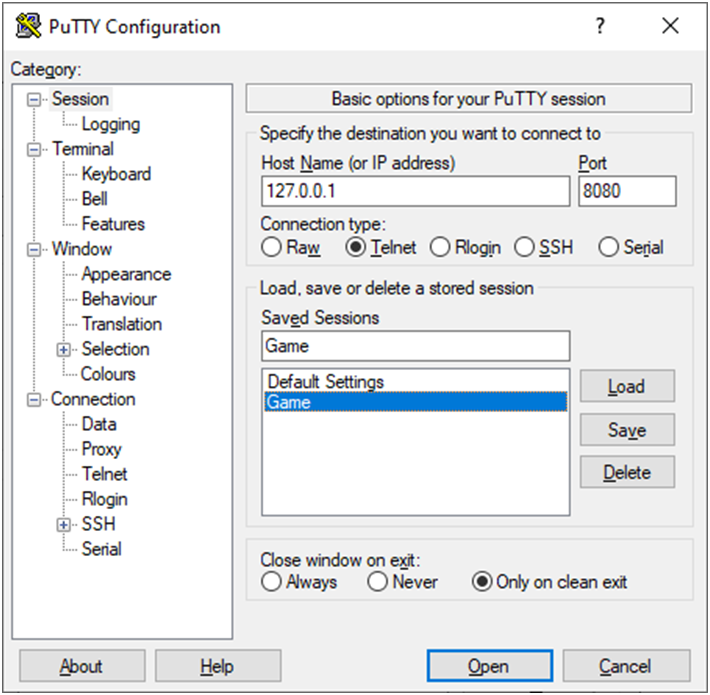 PuTTY Configuration
?
Category:
Session
Logging
Terminal
Keyboard
Bell
Features
Window
Appearance
Behaviour
Translation
Selection
Colours
Connection
Data
Proxy
Telnet
Rlogin
SSH
Serial
Basic options for your PuTTY session
Specify the destination you want to connect to
Host Name (or IP address) Port
127.0.0.1 8080
Connection type:
Raw Telnet Rlogin SSH Serial
Load, save or delete a stored session
Saved Sessions
Game
Default Settings
Game
Load
Save
Delete
Close window on exit:
Always Never Only on clean exit
About Help Open Cancel